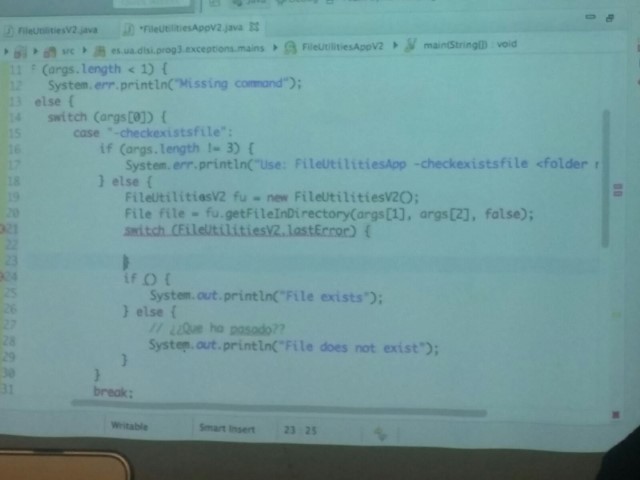 FileUtilitiesV2.java *FileUtilitiesAppV2.java
src es.ua.dlsi.prog3.exceptions.mains FileUtilitiesAppV2 main(String[]) : void
11 (args.length < 1) {
12 System.err.println("Missing command");
13 else {
14 switch (args[0]) {
15 case "-checkexistsfile":
16 if (args.length != 3) {
17 System.err.println("Use: FileUtilitiesApp -checkexistsfile <folder
18 } else {
19 FileUtilitiesV2 fu = new FileUtilitiesV2();
20 File file = fu.getFileInDirectory(args[1], args[2], false);
21 switch (FileUtilitiesV2.lastError) {
22
23 }
24 if () {
25 System.out.println("File exists");
26 } else {
27 // ¿¿Que ha pasado??
28 System.out.println("File does not exist");
29 }
30 }
31 break;
Writable Smart Insert 23 : 25